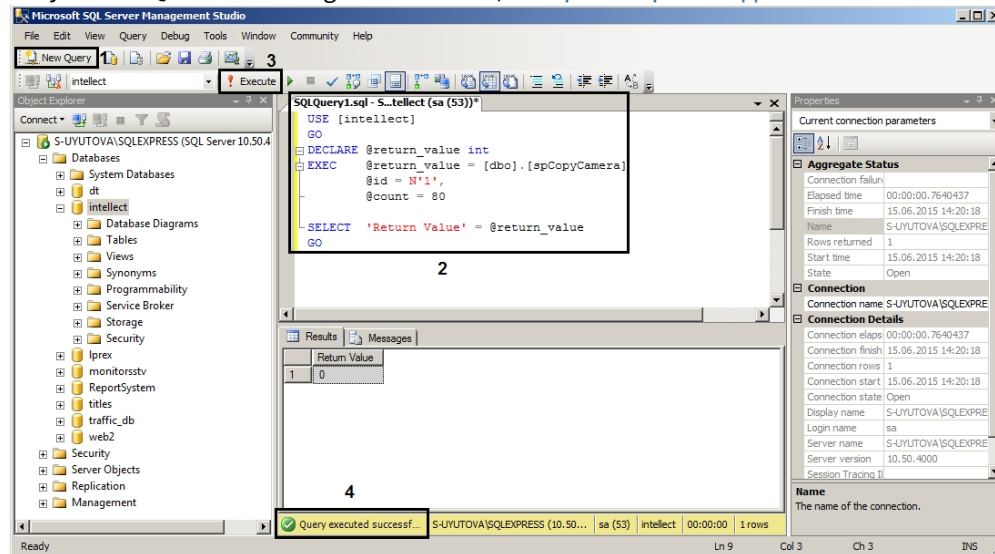 Microsoft SQL Server Management Studio
File Edit View Query Debug Tools Window Community Help
New Query 1
3
intellect Execute
Object Explorer
Connect
S-UYUTOVA\SQLEXPRESS (SQL Server 10.50.4
Databases
System Databases
dt
intellect
Database Diagrams
Tables
Views
Synonyms
Programmability
Service Broker
Storage
Security
lprex
monitorsstv
ReportSystem
titles
traffic_db
web2
Security
Server Objects
Replication
Management
SQLQuery1.sql - S...tellect (sa (53))*
USE [intellect]
GO
DECLARE @return_value int
EXEC @return_value = [dbo].[spCopyCamera]
@id = N'1',
@count = 80
SELECT 'Return Value' = @return_value
GO
2
Results Messages
Return Value
1 0
4
Query executed successf... S-UYUTOVA\SQLEXPRESS (10.50... sa (53) intellect 00:00:00 1 rows
Properties
Current connection parameters
Aggregate Status
Connection failur
Elapsed time 00:00:00.7640437
Finish time 15.06.2015 14:20:18
Name S-UYUTOVA\SQLEXPRE
Rows returned 1
Start time 15.06.2015 14:20:18
State Open
Connection
Connection name S-UYUTOVA\SQLEXPRE
Connection Details
Connection elaps 00:00:00.7640437
Connection finish 15.06.2015 14:20:18
Connection rows 1
Connection start 15.06.2015 14:20:18
Connection state Open
Display name S-UYUTOVA\SQLEXPRE
Login name sa
Server name S-UYUTOVA\SQLEXPRE
Server version 10.50.4000
Session Tracing II
Name
The name of the connection.
Ready Ln 9 Col 3 Ch 3 INS